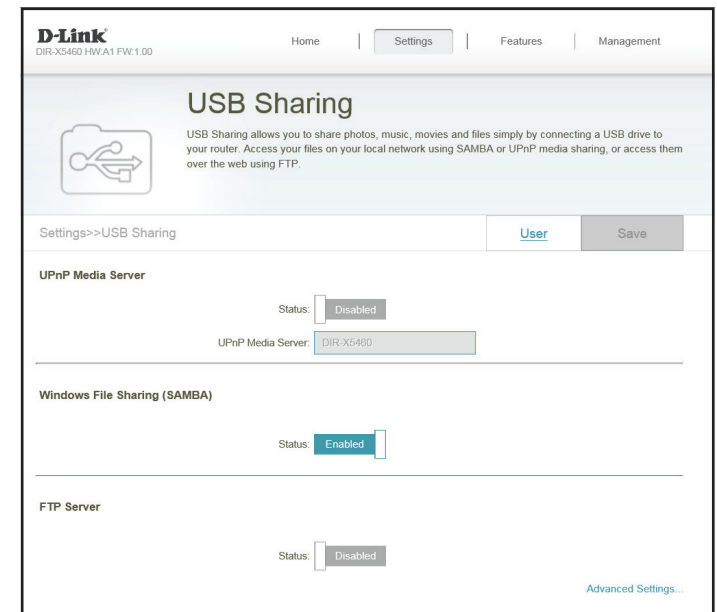 D-Link
DIR-X5460 HW:A1 FW:1.00
Home Settings Features Management
USB Sharing
USB Sharing allows you to share photos, music, movies and files simply by connecting a USB drive to
your router. Access your files on your local network using SAMBA or UPnP media sharing, or access them
over the web using FTP.
Settings>>USB Sharing User Save
UPnP Media Server
Status: Disabled
UPnP Media Server: DIR-X5460
Windows File Sharing (SAMBA)
Status: Enabled
FTP Server
Status: Disabled
Advanced Settings...